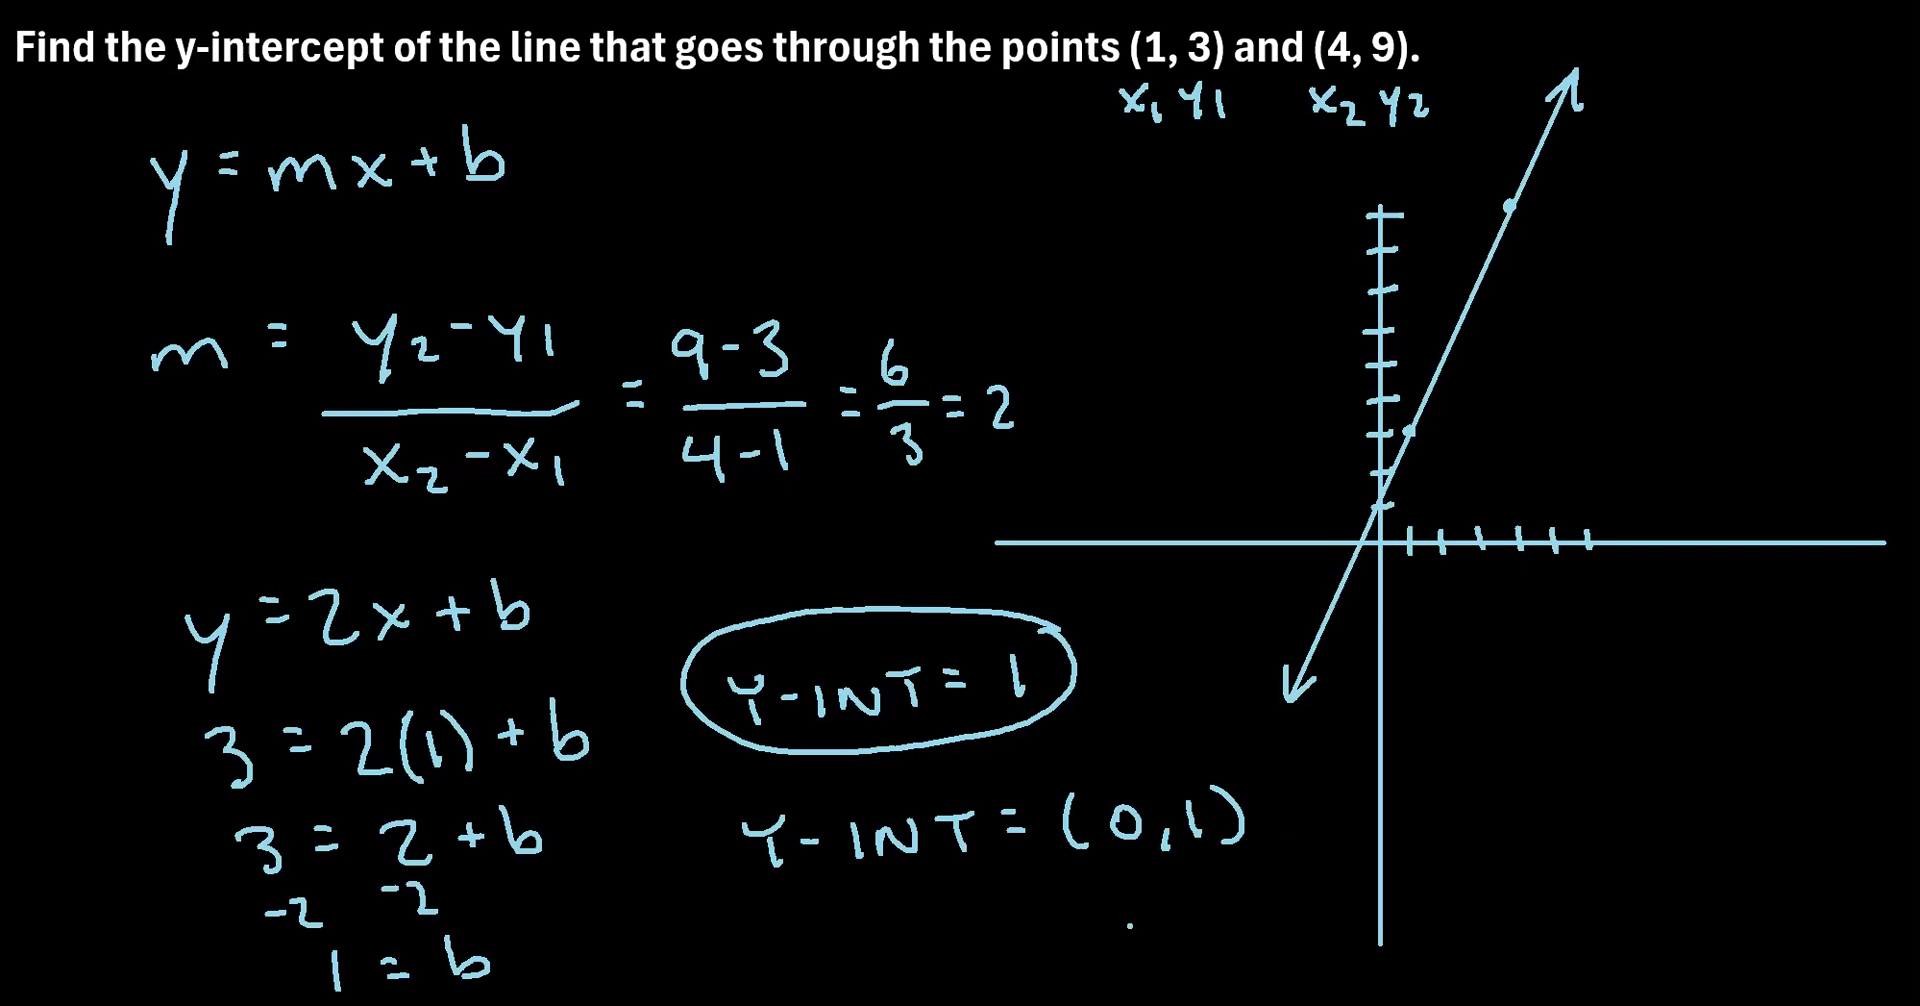 Find the y-intercept of the line that goes through the points (1, 3) and (4, 9).
x₁ y₁ x₂ y₂
y = mx + b
m = (y₂ - y₁)/(x₂ - x₁) = (9 - 3)/(4 - 1) = 6/3 = 2
y = 2x + b
3 = 2(1) + b
3 = 2 + b
-2 -2
1 = b
Y-INT = 1
Y-INT = (0,1)